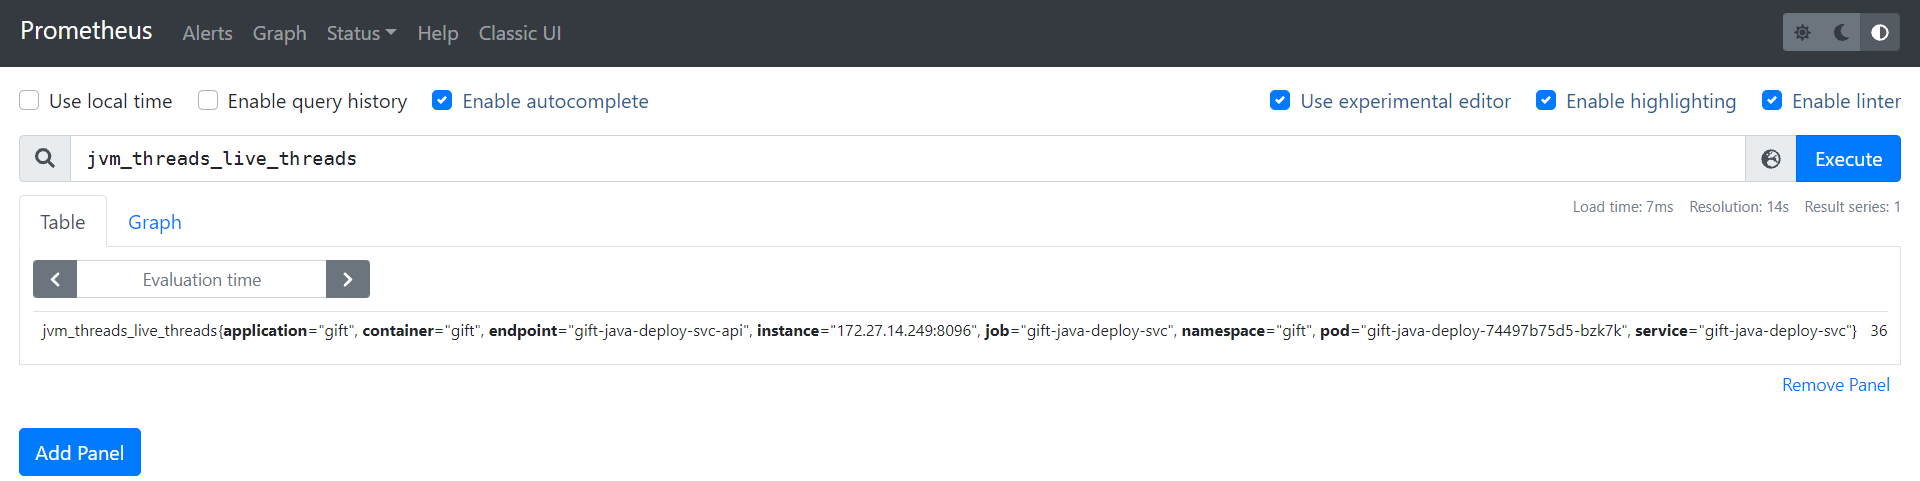 Prometheus Alerts Graph Status Help Classic UI
Use local time Enable query history Enable autocomplete Use experimental editor Enable highlighting Enable linter
jvm_threads_live_threads Execute
Table Graph Load time: 7ms Resolution: 14s Result series: 1
Evaluation time
jvm_threads_live_threads{application="gift", container="gift", endpoint="gift-java-deploy-svc-api", instance="172.27.14.249:8096", job="gift-java-deploy-svc", namespace="gift", pod="gift-java-deploy-74497b75d5-bzk7k", service="gift-java-deploy-svc"} 36
Remove Panel
Add Panel